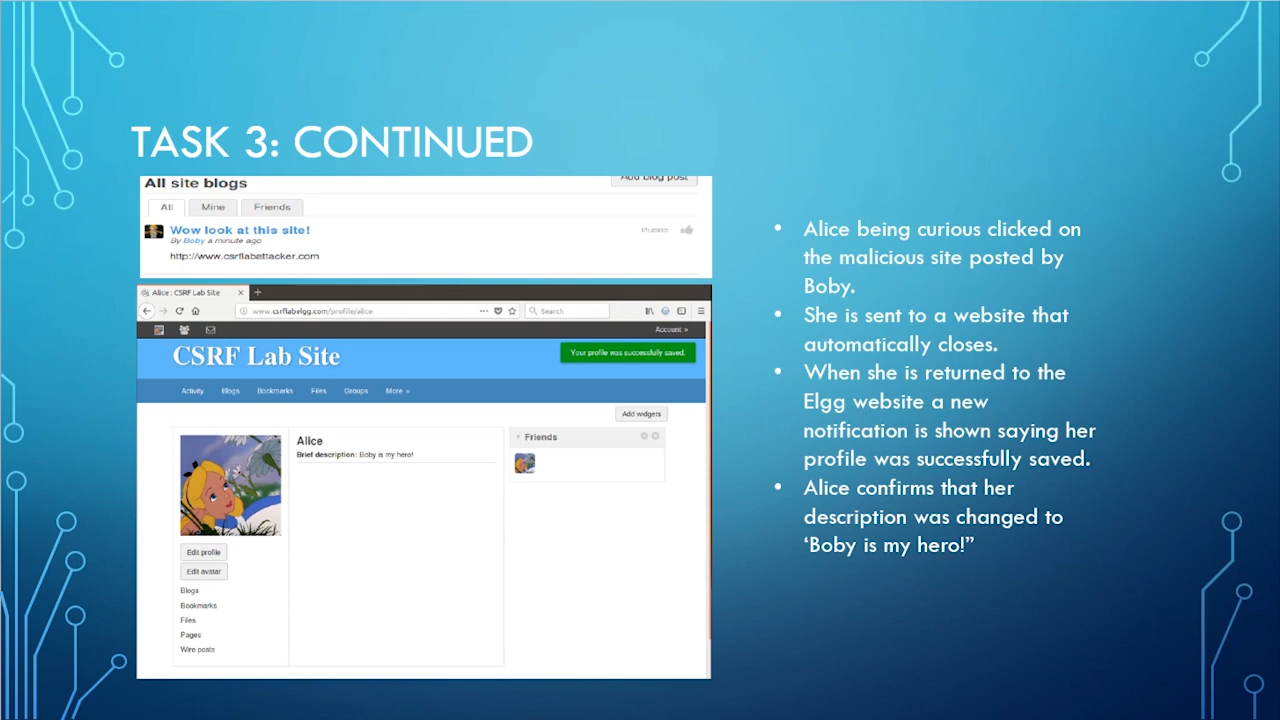 TASK 3: CONTINUED
All site blogs
Add blog post
All
Mine
Friends
Wow look at this site!
Public
By Boby a minute ago
http://www.csrflabattacker.com
Alice : CSRF Lab Site
www.csrflabelgg.com/profile/alice
Search
Account »
CSRF Lab Site
Your profile was successfully saved.
Activity
Blogs
Bookmarks
Files
Groups
More »
Add widgets
Alice
Brief description: Boby is my hero!
Friends
Edit profile
Edit avatar
Blogs
Bookmarks
Files
Pages
Wire posts
• Alice being curious clicked on
the malicious site posted by
Boby.
• She is sent to a website that
automatically closes.
• When she is returned to the
Elgg website a new
notification is shown saying her
profile was successfully saved.
• Alice confirms that her
description was changed to
‘Boby is my hero!”